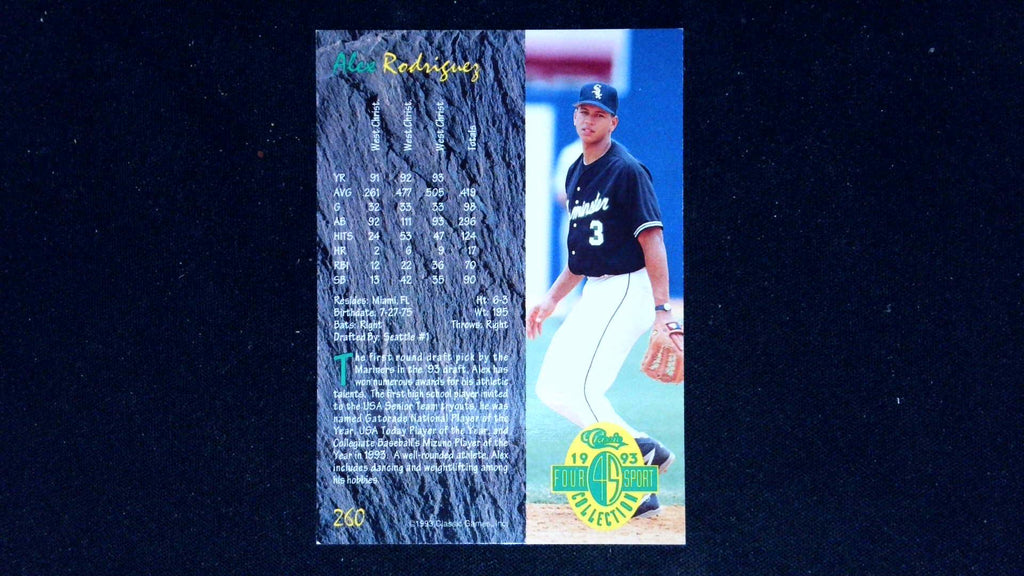 Alex Rodriguez
West.Christ. West.Christ. West.Christ. Totals
YR 91 92 93
AVG .261 .477 .505 .419
G 32 33 33 98
AB 92 111 93 296
HITS 24 53 47 124
HR 2 6 9 17
RBI 12 22 36 70
SB 13 42 35 90
Resides: Miami, FL Ht: 6-3
Birthdate: 7-27-75 Wt: 195
Bats: Right Throws: Right
Drafted By: Seattle #1
The first round draft pick by the
Mariners in the '93 draft, Alex has
won numerous awards for his athletic
talents. The first high school player invited
to the USA Senior Team tryouts, he was
named Gatorade National Player of the
Year, USA Today Player of the Year, and
Collegiate Baseball's Mizuno Player of the
Year in 1993. A well-rounded athlete, Alex
includes dancing and weightlifting among
his hobbies.
260
©1993 Classic Games, Inc.
3
Classic
1993
FOUR 4S SPORT
COLLECTION